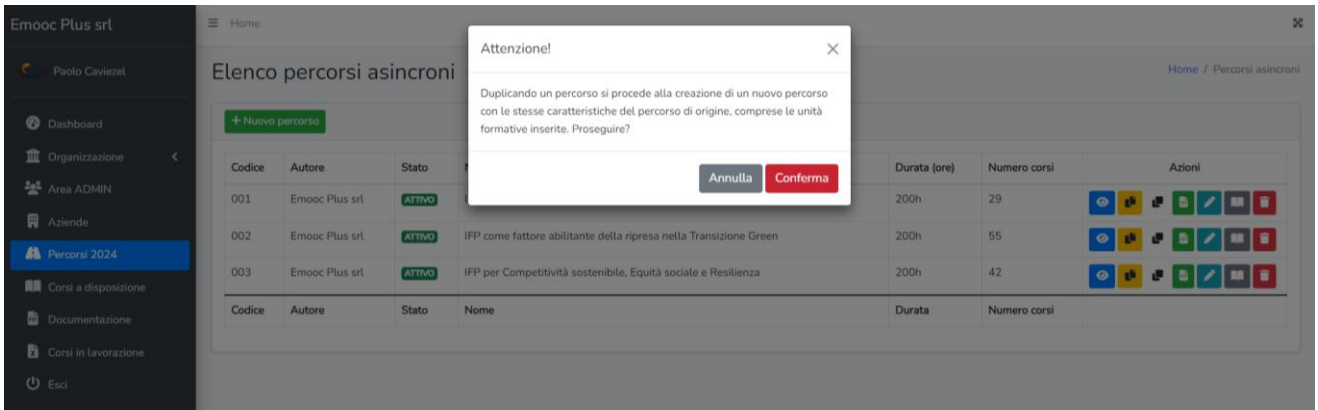 Emooc Plus srl
Home
Paolo Caviezel
Dashboard
Organizzazione
Area ADMIN
Aziende
Percorsi 2024
Corsi a disposizione
Documentazione
Corsi in lavorazione
Esci
Elenco percorsi asincroni
Home / Percorsi asincroni
+ Nuovo percorso
Attenzione!
Duplicando un percorso si procede alla creazione di un nuovo percorso
con le stesse caratteristiche del percorso di origine, comprese le unità
formative inserite. Proseguire?
Annulla Conferma
Codice Autore Stato Durata (ore) Numero corsi Azioni
001 Emooc Plus srl ATTIVO 200h 29
002 Emooc Plus srl ATTIVO IFP come fattore abilitante della ripresa nella Transizione Green 200h 55
003 Emooc Plus srl ATTIVO IFP per Competitività sostenibile, Equità sociale e Resilienza 200h 42
Codice Autore Stato Nome Durata Numero corsi